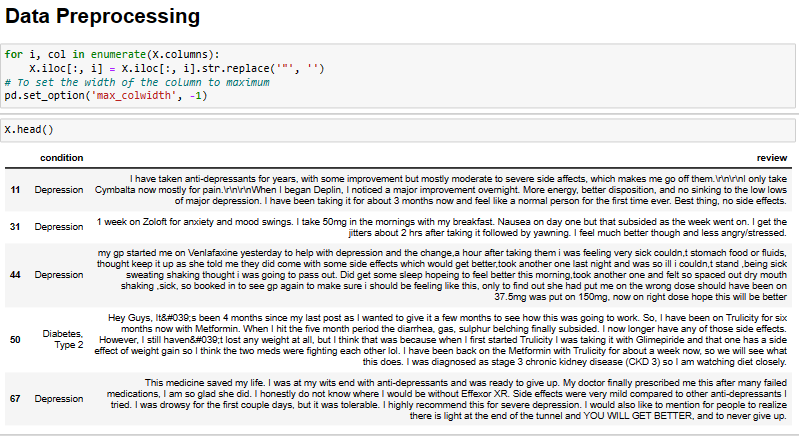 Data Preprocessing
for i, col in enumerate(X.columns):
    X.iloc[:, i] = X.iloc[:, i].str.replace('"', '')
# To set the width of the column to maximum
pd.set_option('max_colwidth', -1)
X.head()
condition review
I have taken anti-depressants for years, with some improvement but mostly moderate to severe side affects, which makes me go off them.\r\n\r\nI only take
11 Depression Cymbalta now mostly for pain.\r\n\r\nWhen I began Deplin, I noticed a major improvement overnight. More energy, better disposition, and no sinking to the low lows
of major depression. I have been taking it for about 3 months now and feel like a normal person for the first time ever. Best thing, no side effects.
1 week on Zoloft for anxiety and mood swings. I take 50mg in the mornings with my breakfast. Nausea on day one but that subsided as the week went on. I get the
31 Depression jitters about 2 hrs after taking it followed by yawning. I feel much better though and less angry/stressed.
my gp started me on Venlafaxine yesterday to help with depression and the change,a hour after taking them i was feeling very sick couldn,t stomach food or fluids,
thought keep it up as she told me they did come with some side effects which would get better,took another one last night and was so ill i couldn,t stand ,being sick
44 Depression sweating shaking thought i was going to pass out. Did get some sleep hopeing to feel better this morning,took another one and felt so spaced out dry mouth
shaking ,sick, so booked in to see gp again to make sure i should be feeling like this, only to find out she had put me on the wrong dose should have been on
37.5mg was put on 150mg, now on right dose hope this will be better
Hey Guys, It&#039;s been 4 months since my last post as I wanted to give it a few months to see how this was going to work. So, I have been on Trulicity for six
months now with Metformin. When I hit the five month period the diarrhea, gas, sulphur belching finally subsided. I now longer have any of those side effects.
50 Diabetes, Type 2 However, I still haven&#039;t lost any weight at all, but I think that was because when I first started Trulicity I was taking it with Glimepiride and that one has a side
effect of weight gain so I think the two meds were fighting each other lol. I have been back on the Metformin with Trulicity for about a week now, so we will see what
this does. I was diagnosed as stage 3 chronic kidney disease (CKD 3) so I am watching diet closely.
This medicine saved my life. I was at my wits end with anti-depressants and was ready to give up. My doctor finally prescribed me this after many failed
medications, I am so glad she did. I honestly do not know where I would be without Effexor XR. Side effects were very mild compared to other anti-depressants I
67 Depression tried. I was drowsy for the first couple days, but it was tolerable. I highly recommend this for severe depression. I would also like to mention for people to realize
there is light at the end of the tunnel and YOU WILL GET BETTER, and to never give up.